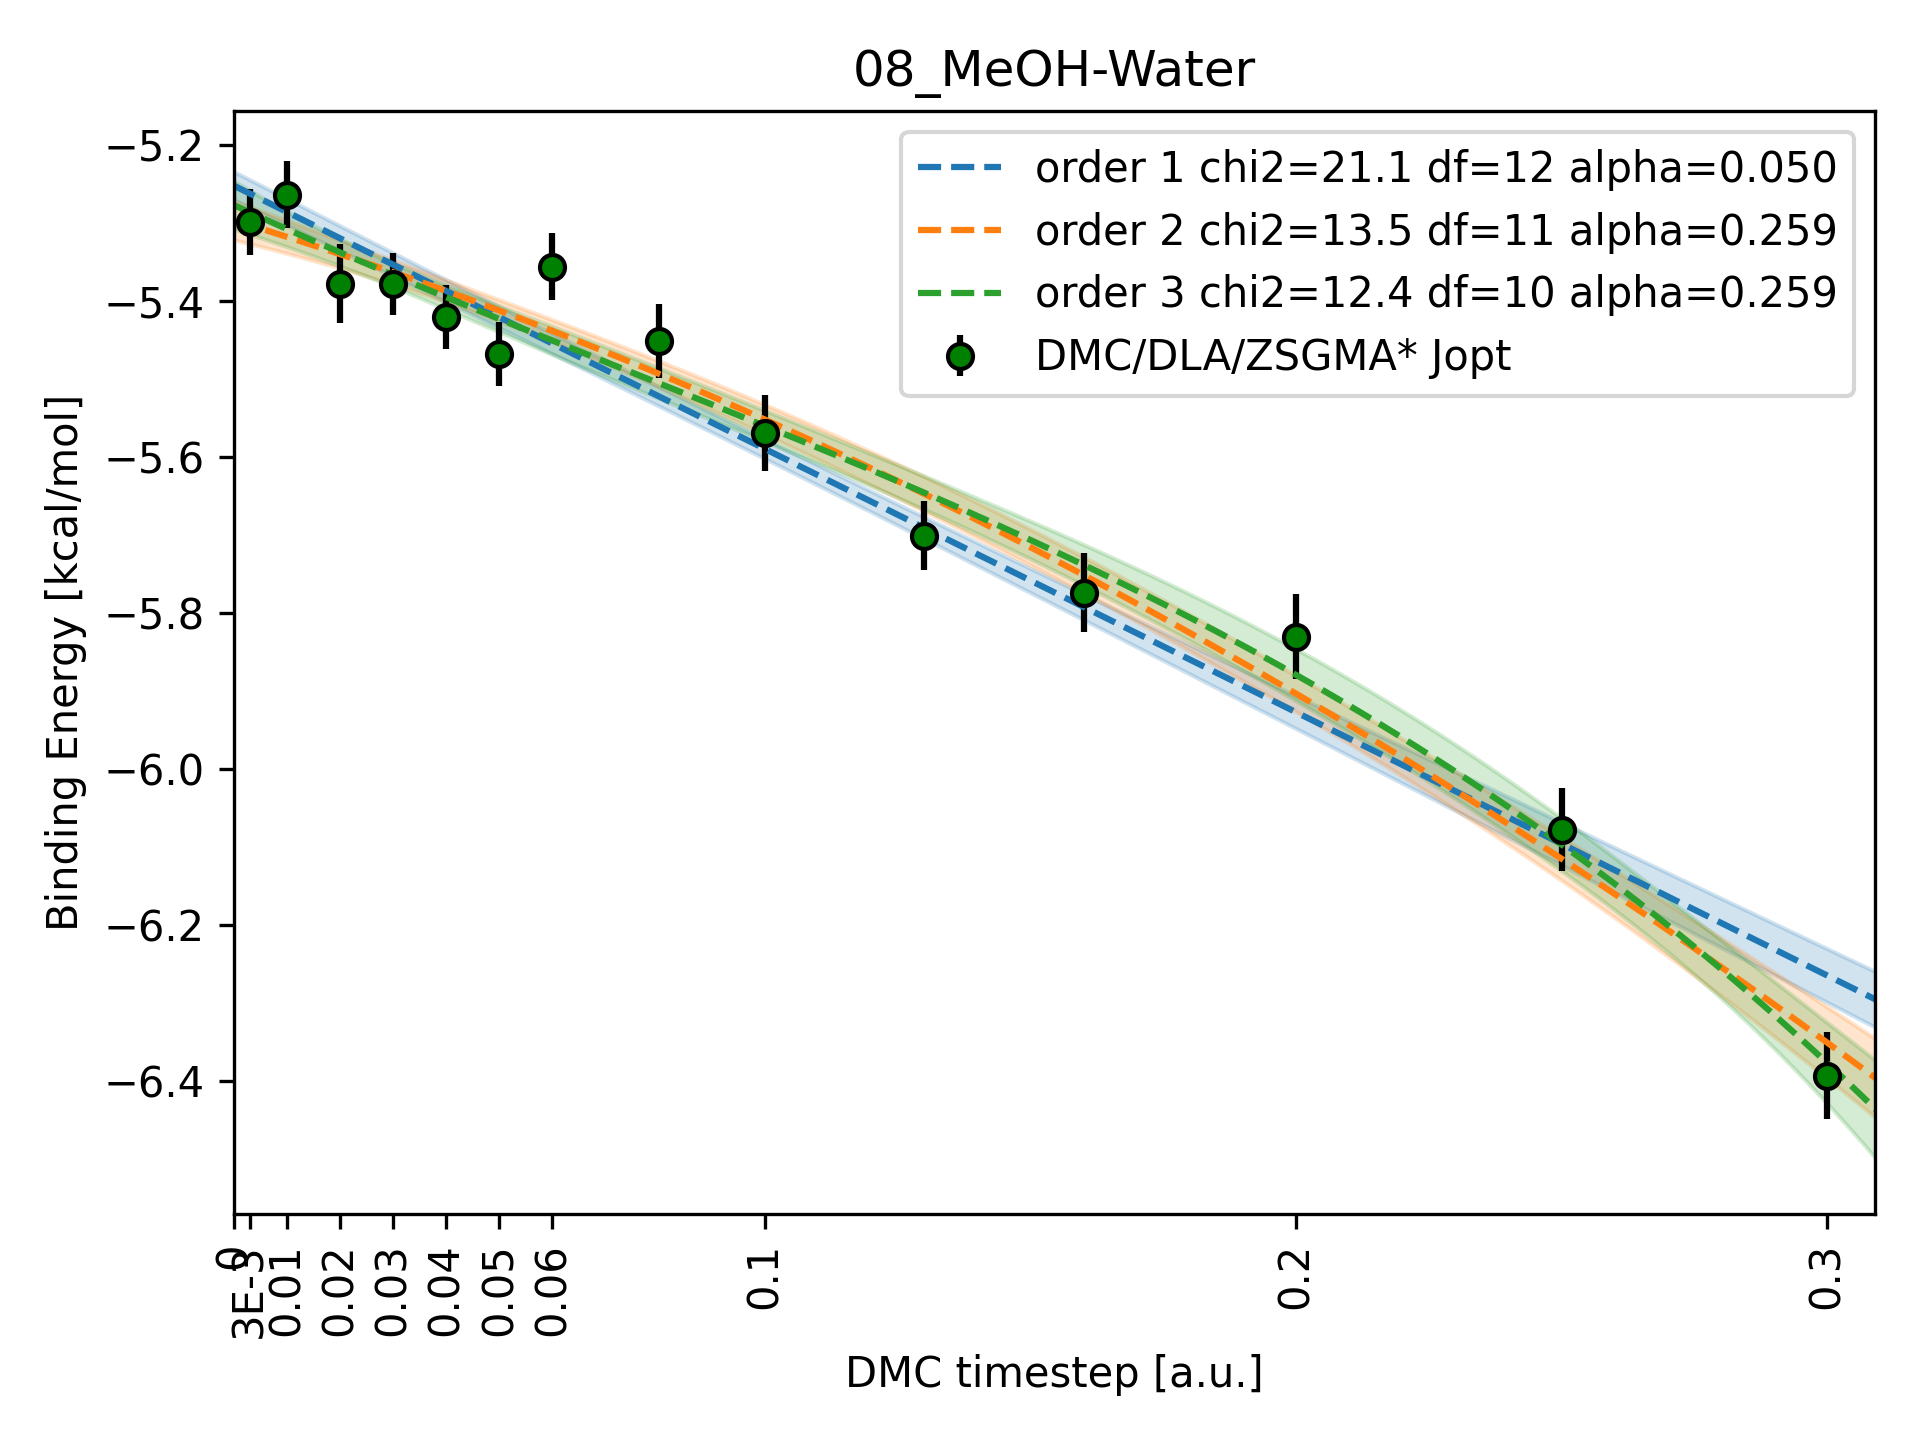 08_MeOH-Water
order 1 chi2=21.1 df=12 alpha=0.050
order 2 chi2=13.5 df=11 alpha=0.259
order 3 chi2=12.4 df=10 alpha=0.259
DMC/DLA/ZSGMA* Jopt
Binding Energy [kcal/mol]
−5.2
−5.4
−5.6
−5.8
−6.0
−6.2
−6.4
0
3E-3
0.01
0.02
0.03
0.04
0.05
0.06
0.1
0.2
0.3
DMC timestep [a.u.]